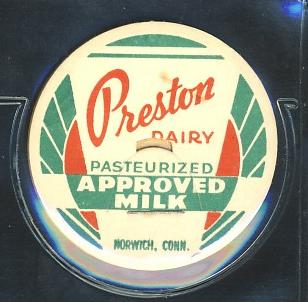 Preston
DAIRY
PASTEURIZED
APPROVED
MILK
NORWICH, CONN.